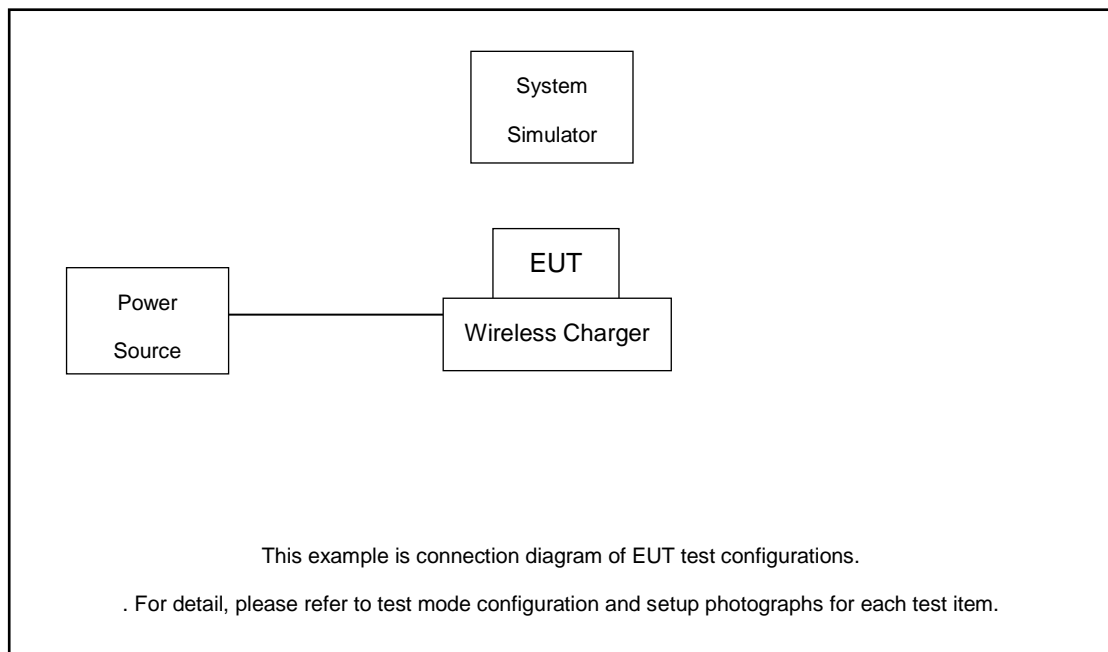 System
Simulator
EUT
Power
Source
Wireless Charger
This example is connection diagram of EUT test configurations.
. For detail, please refer to test mode configuration and setup photographs for each test item.